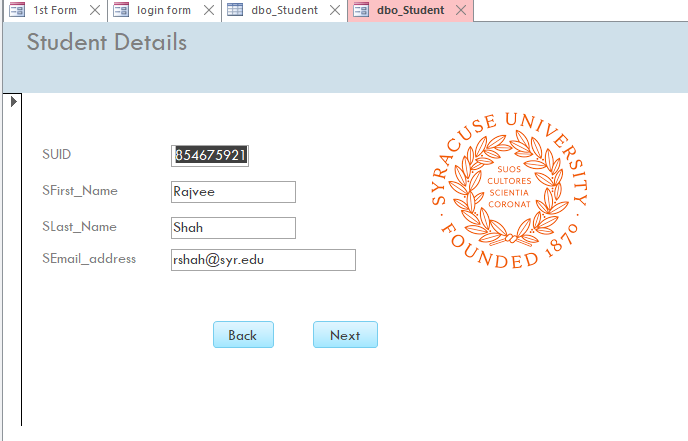 1st Form
login form
dbo_Student
dbo_Student
Student Details
SUID
854675921
SFirst_Name
Rajvee
SLast_Name
Shah
SEmail_address
rshah@syr.edu
Back
Next
SYRACUSE UNIVERSITY
SUOS
CULTORES
SCIENTIA
CORONAT
· FOUNDED 1870 ·